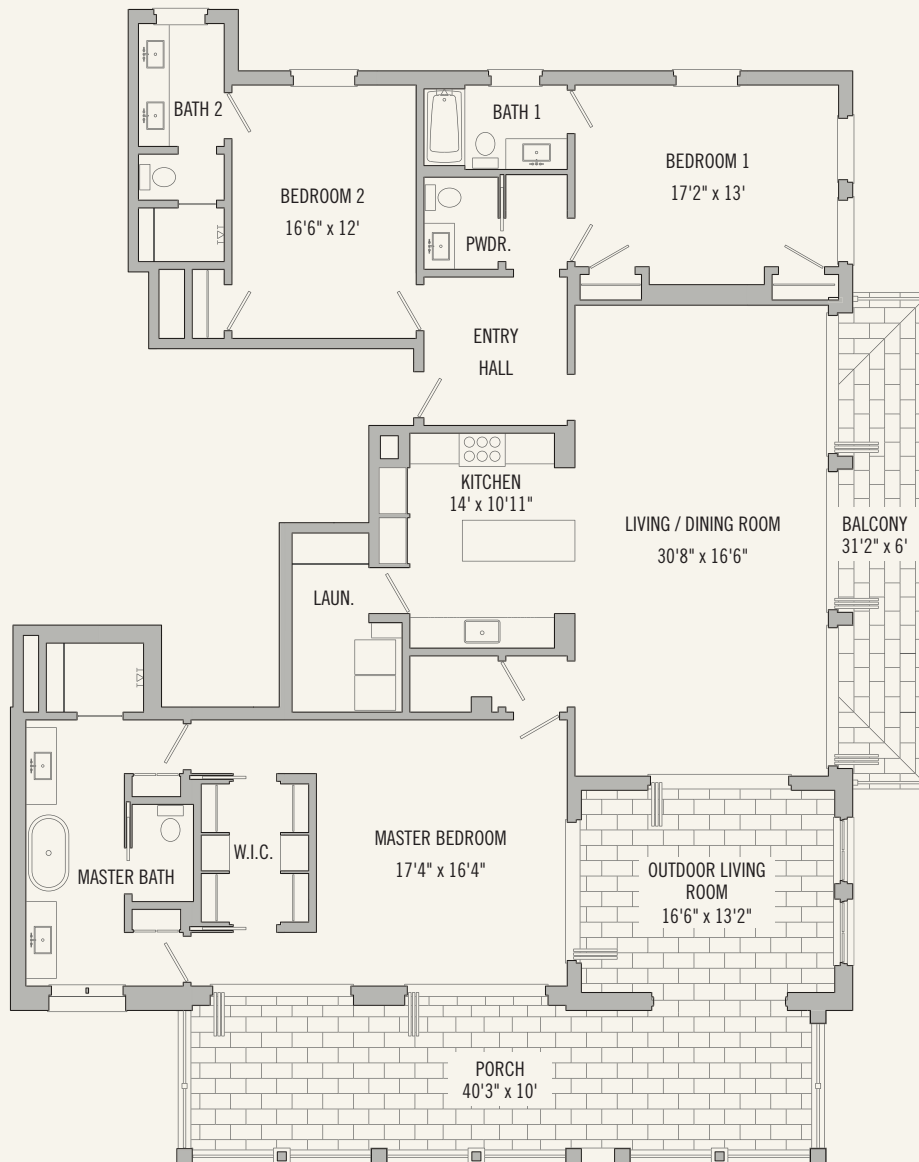 BATH 2
BATH 1
BEDROOM 1
17'2" x 13'
BEDROOM 2
16'6" x 12'
PWDR.
ENTRY
HALL
KITCHEN
14' x 10'11"
LIVING / DINING ROOM
30'8" x 16'6"
BALCONY
31'2" x 6'
LAUN.
MASTER BEDROOM
17'4" x 16'4"
W.I.C.
MASTER BATH
OUTDOOR LIVING
ROOM
16'6" x 13'2"
PORCH
40'3" x 10'